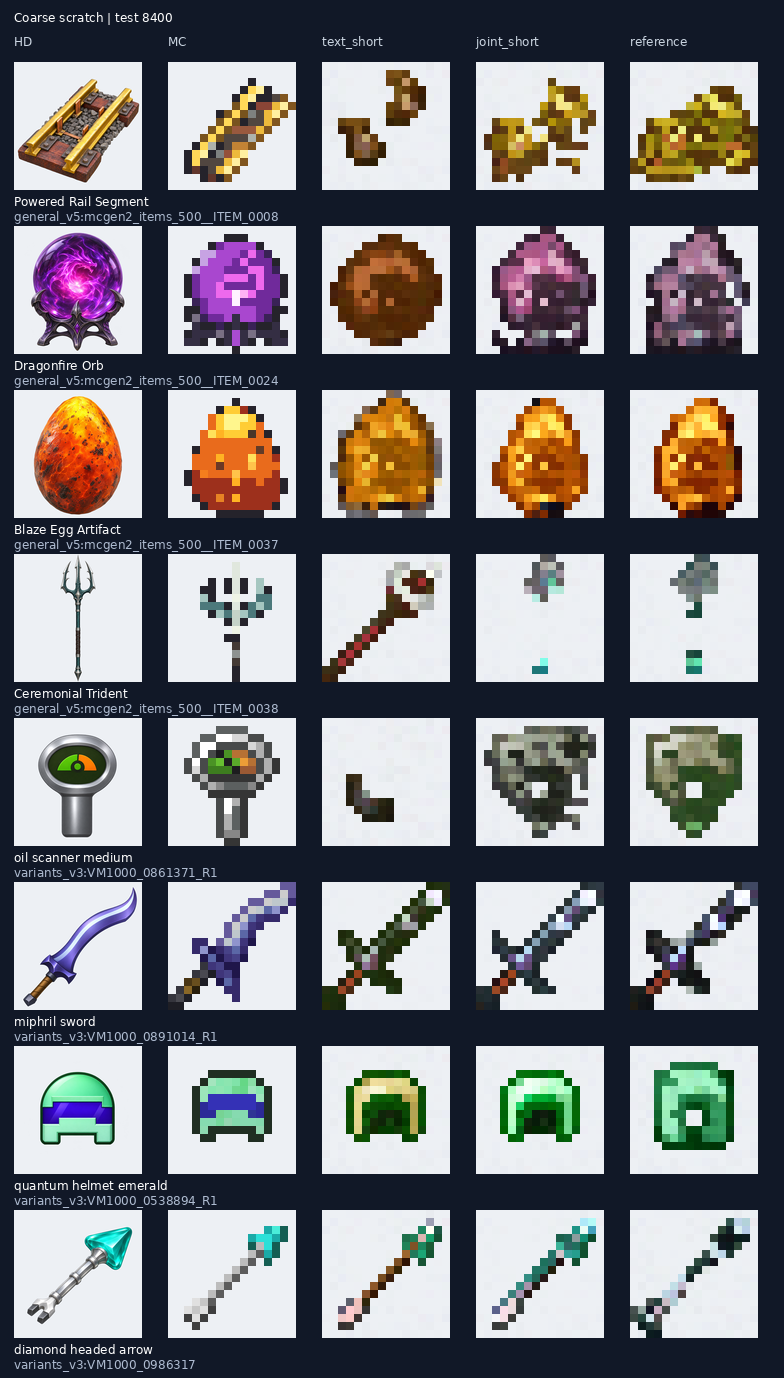 Coarse scratch | test 8400
HD MC text_short joint_short reference
Powered Rail Segment
general_v5:mcgen2_items_500__ITEM_0008
Dragonfire Orb
general_v5:mcgen2_items_500__ITEM_0024
Blaze Egg Artifact
general_v5:mcgen2_items_500__ITEM_0037
Ceremonial Trident
general_v5:mcgen2_items_500__ITEM_0038
oil scanner medium
variants_v3:VM1000_0861371_R1
miphril sword
variants_v3:VM1000_0891014_R1
quantum helmet emerald
variants_v3:VM1000_0538894_R1
diamond headed arrow
variants_v3:VM1000_0986317